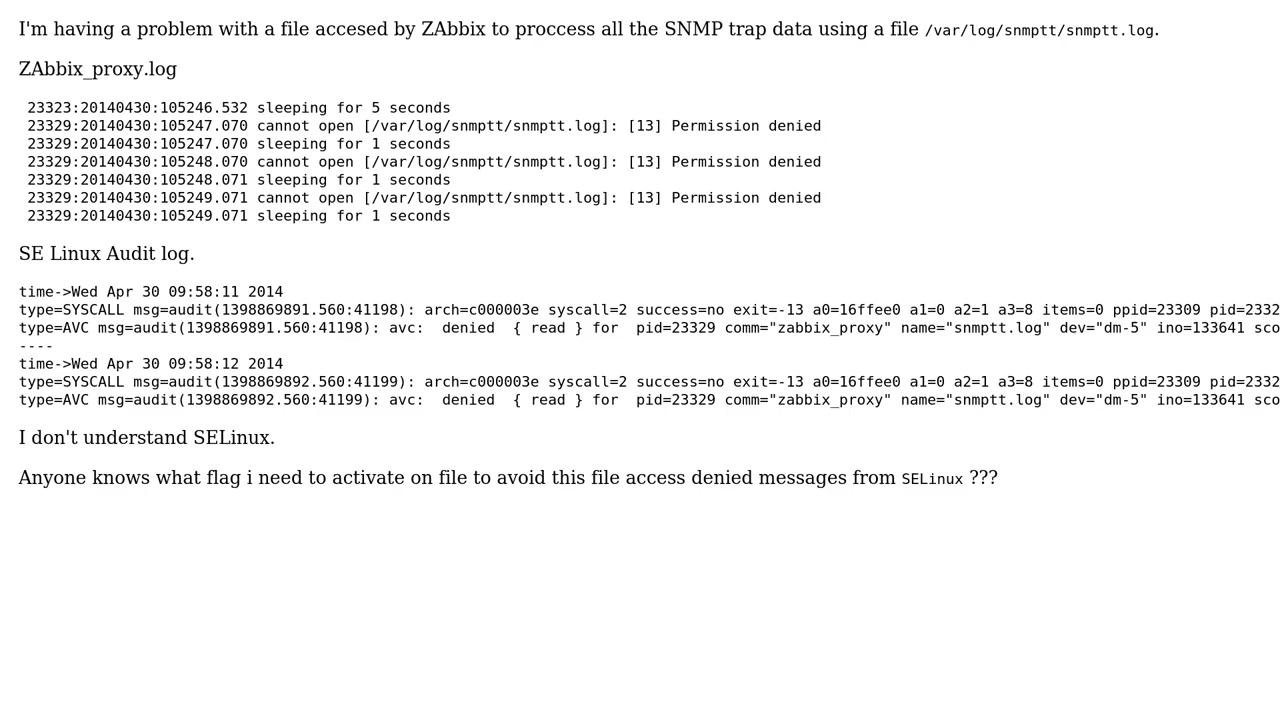 I'm having a problem with a file accesed by ZAbbix to proccess all the SNMP trap data using a file /var/log/snmptt/snmptt.log.
ZAbbix_proxy.log
23323:20140430:105246.532 sleeping for 5 seconds
23329:20140430:105247.070 cannot open [/var/log/snmptt/snmptt.log]: [13] Permission denied
23329:20140430:105247.070 sleeping for 1 seconds
23329:20140430:105248.070 cannot open [/var/log/snmptt/snmptt.log]: [13] Permission denied
23329:20140430:105248.071 sleeping for 1 seconds
23329:20140430:105249.071 cannot open [/var/log/snmptt/snmptt.log]: [13] Permission denied
23329:20140430:105249.071 sleeping for 1 seconds
SE Linux Audit log.
time->Wed Apr 30 09:58:11 2014
type=SYSCALL msg=audit(1398869891.560:41198): arch=c000003e syscall=2 success=no exit=-13 a0=16ffee0 a1=0 a2=1 a3=8 items=0 ppid=23309 pid=2332
type=AVC msg=audit(1398869891.560:41198): avc:  denied  { read } for  pid=23329 comm="zabbix_proxy" name="snmptt.log" dev="dm-5" ino=133641 sco
----
time->Wed Apr 30 09:58:12 2014
type=SYSCALL msg=audit(1398869892.560:41199): arch=c000003e syscall=2 success=no exit=-13 a0=16ffee0 a1=0 a2=1 a3=8 items=0 ppid=23309 pid=2332
type=AVC msg=audit(1398869892.560:41199): avc:  denied  { read } for  pid=23329 comm="zabbix_proxy" name="snmptt.log" dev="dm-5" ino=133641 sco
I don't understand SELinux.
Anyone knows what flag i need to activate on file to avoid this file access denied messages from SELinux ???